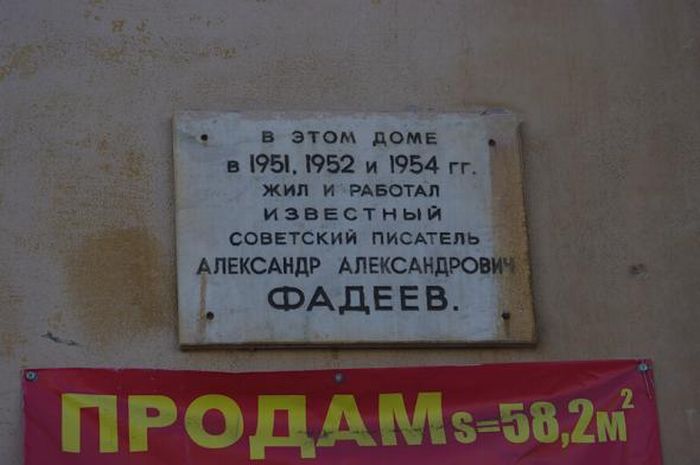 В ЭТОМ ДОМЕ
в 1951, 1952 и 1954 гг.
ЖИЛ И РАБОТАЛ
ИЗВЕСТНЫЙ
СОВЕТСКИЙ ПИСАТЕЛЬ
АЛЕКСАНДР АЛЕКСАНДРОВИЧ
ФАДЕЕВ.
ПРОДАМ s=58,2м²